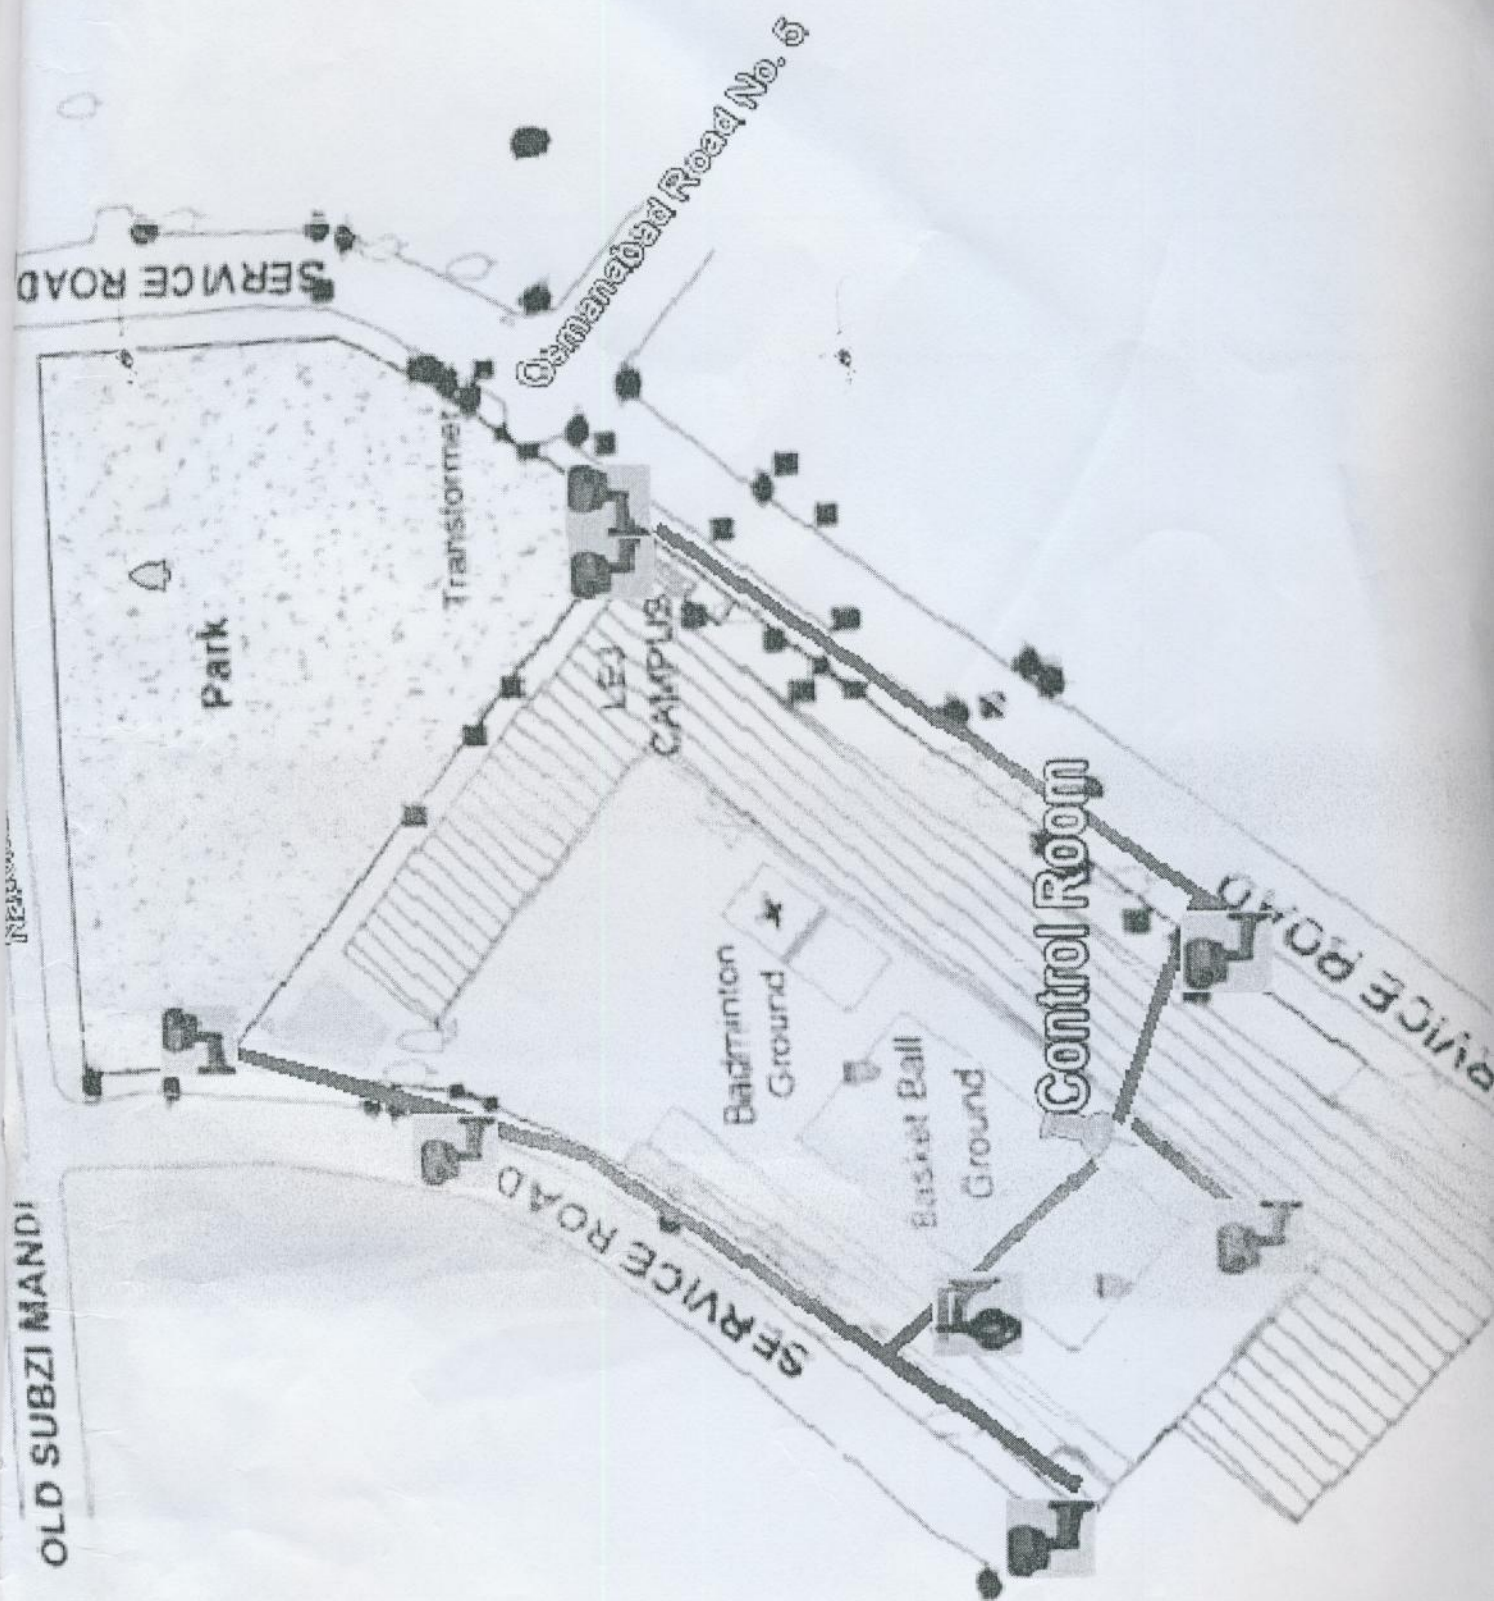 OLD SUBZI MANDI
SERVICE ROAD
Osmanabad Road No. 5
Park
Transformer
LEJ
CAMPUS
Badminton
Ground
Basket Ball
Ground
Control Room
SERVICE ROAD
RVICE ROAD